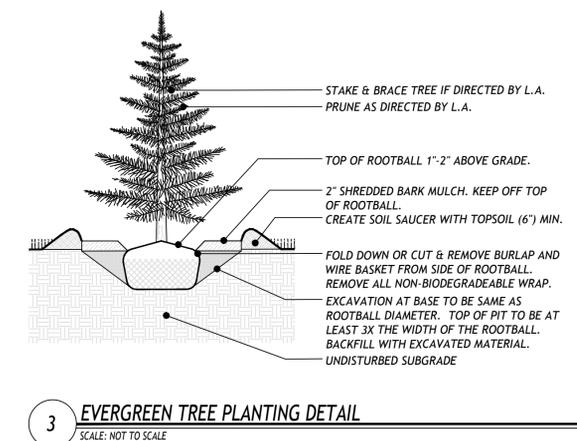 STAKE & BRACE TREE IF DIRECTED BY L.A.
PRUNE AS DIRECTED BY L.A.
TOP OF ROOTBALL 1"-2" ABOVE GRADE.
2" SHREDDED BARK MULCH. KEEP OFF TOP
OF ROOTBALL.
CREATE SOIL SAUCER WITH TOPSOIL (6") MIN.
FOLD DOWN OR CUT & REMOVE BURLAP AND
WIRE BASKET FROM SIDE OF ROOTBALL.
REMOVE ALL NON-BIODEGRADEABLE WRAP.
EXCAVATION AT BASE TO BE SAME AS
ROOTBALL DIAMETER. TOP OF PIT TO BE AT
LEAST 3X THE WIDTH OF THE ROOTBALL.
BACKFILL WITH EXCAVATED MATERIAL.
UNDISTURBED SUBGRADE
3 EVERGREEN TREE PLANTING DETAIL
SCALE: NOT TO SCALE